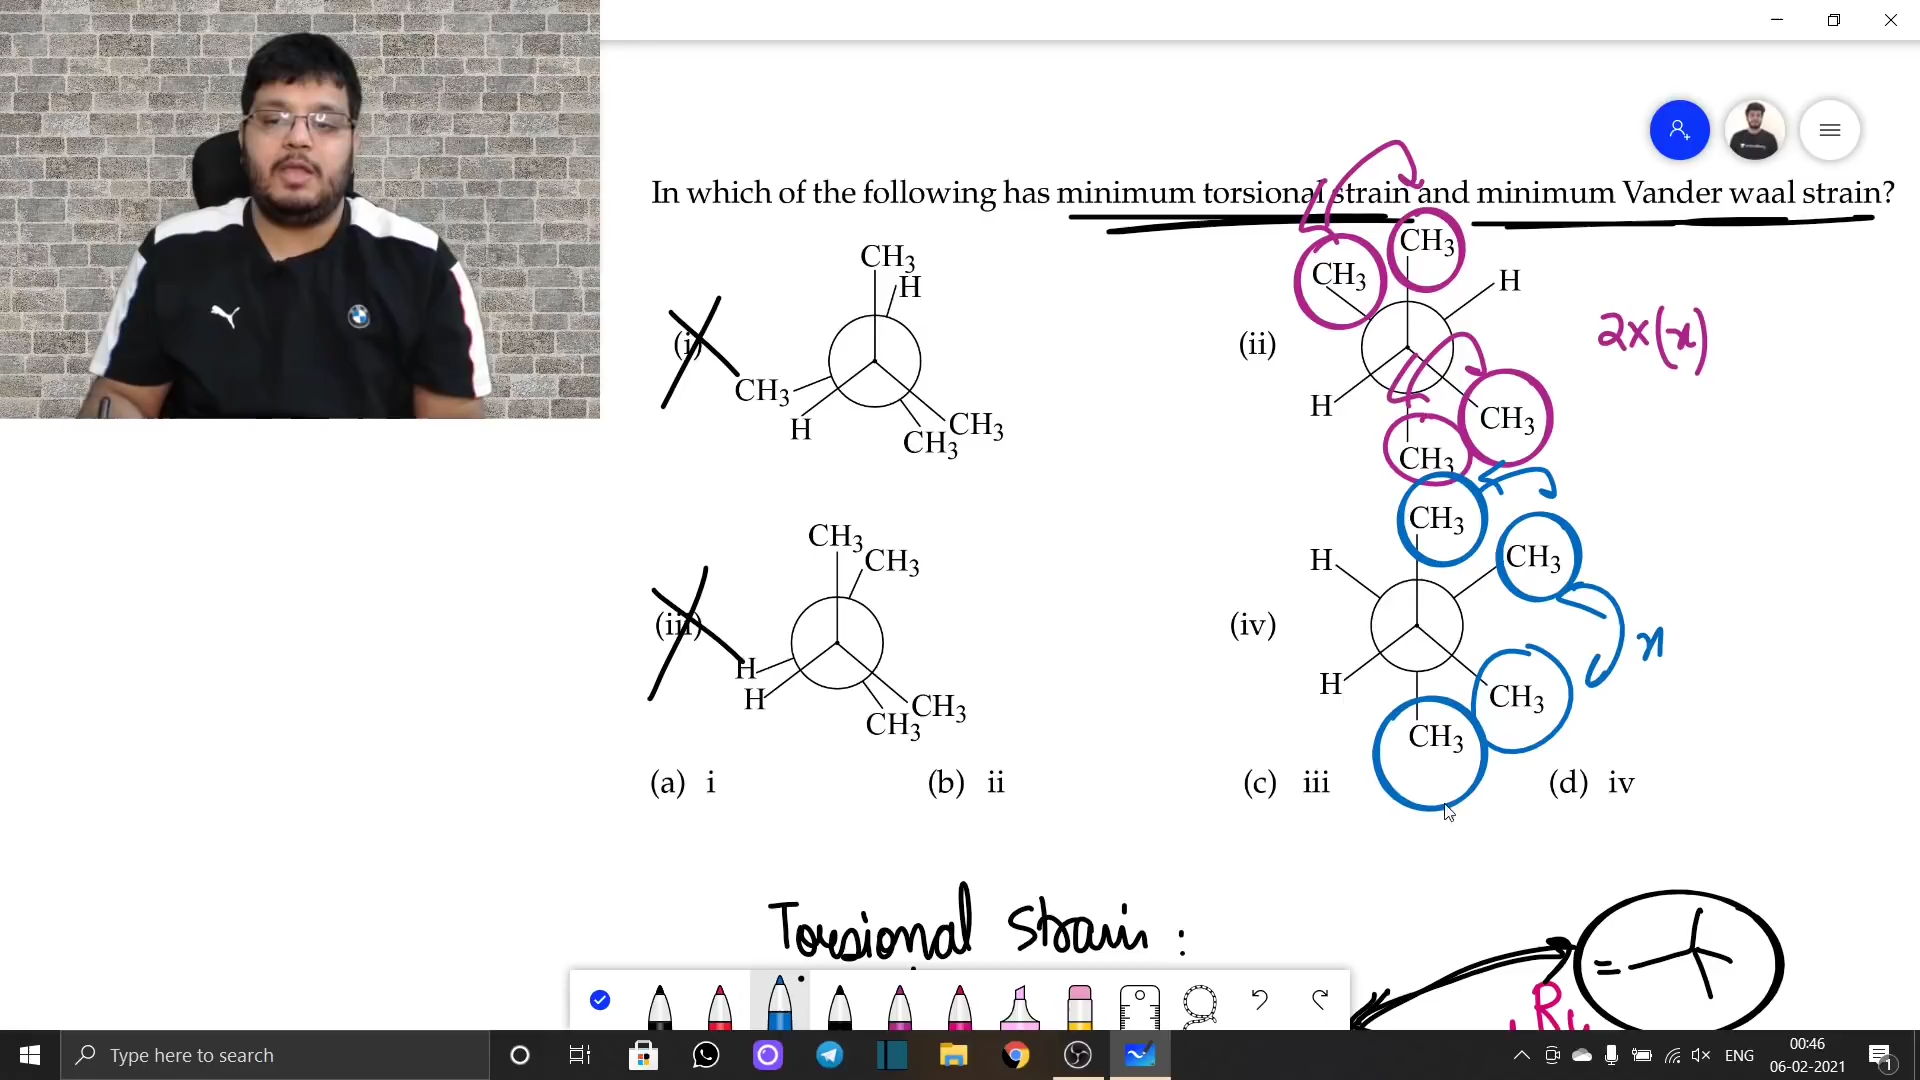 In which of the following has minimum torsional strain and minimum Vander waal strain?
(i)
CH3
H
CH3
H
CH3
CH3
(ii)
CH3
CH3
H
H
CH3
CH3
2x(x)
(iii)
CH3
CH3
H
H
CH3
CH3
(iv)
CH3
H
CH3
H
CH3
CH3
x
(a) i (b) ii (c) iii (d) iv
Torsional Strain :
Type here to search
ENG
00:46
06-02-2021
1